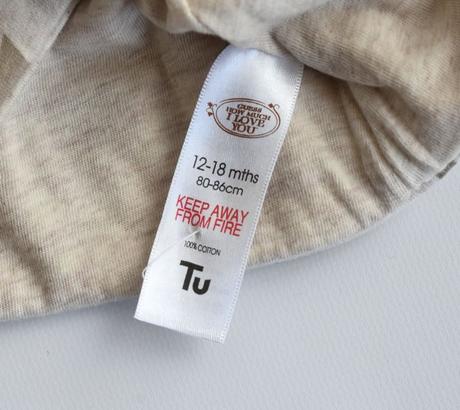 GUESS
HOW MUCH
I LOVE
YOU
12-18 mths
80-86cm
KEEP AWAY
FROM FIRE
100% COTTON
Tu